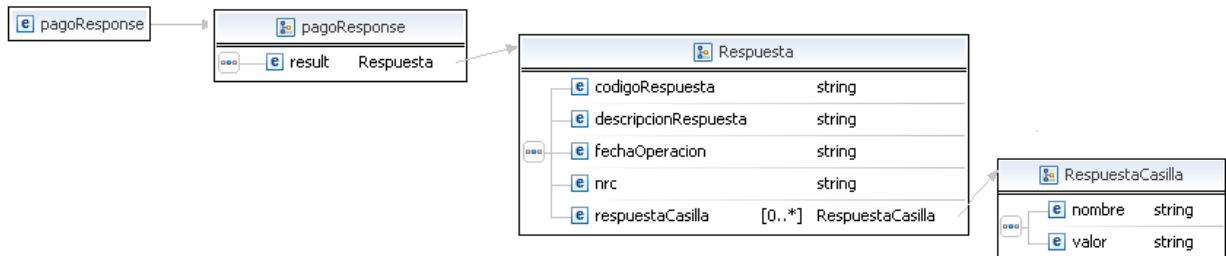 e pagoResponse
pagoResponse
e result Respuesta
Respuesta
e codigoRespuesta string
e descripcionRespuesta string
e fechaOperacion string
e nrc string
e respuestaCasilla [0..*] RespuestaCasilla
RespuestaCasilla
e nombre string
e valor string